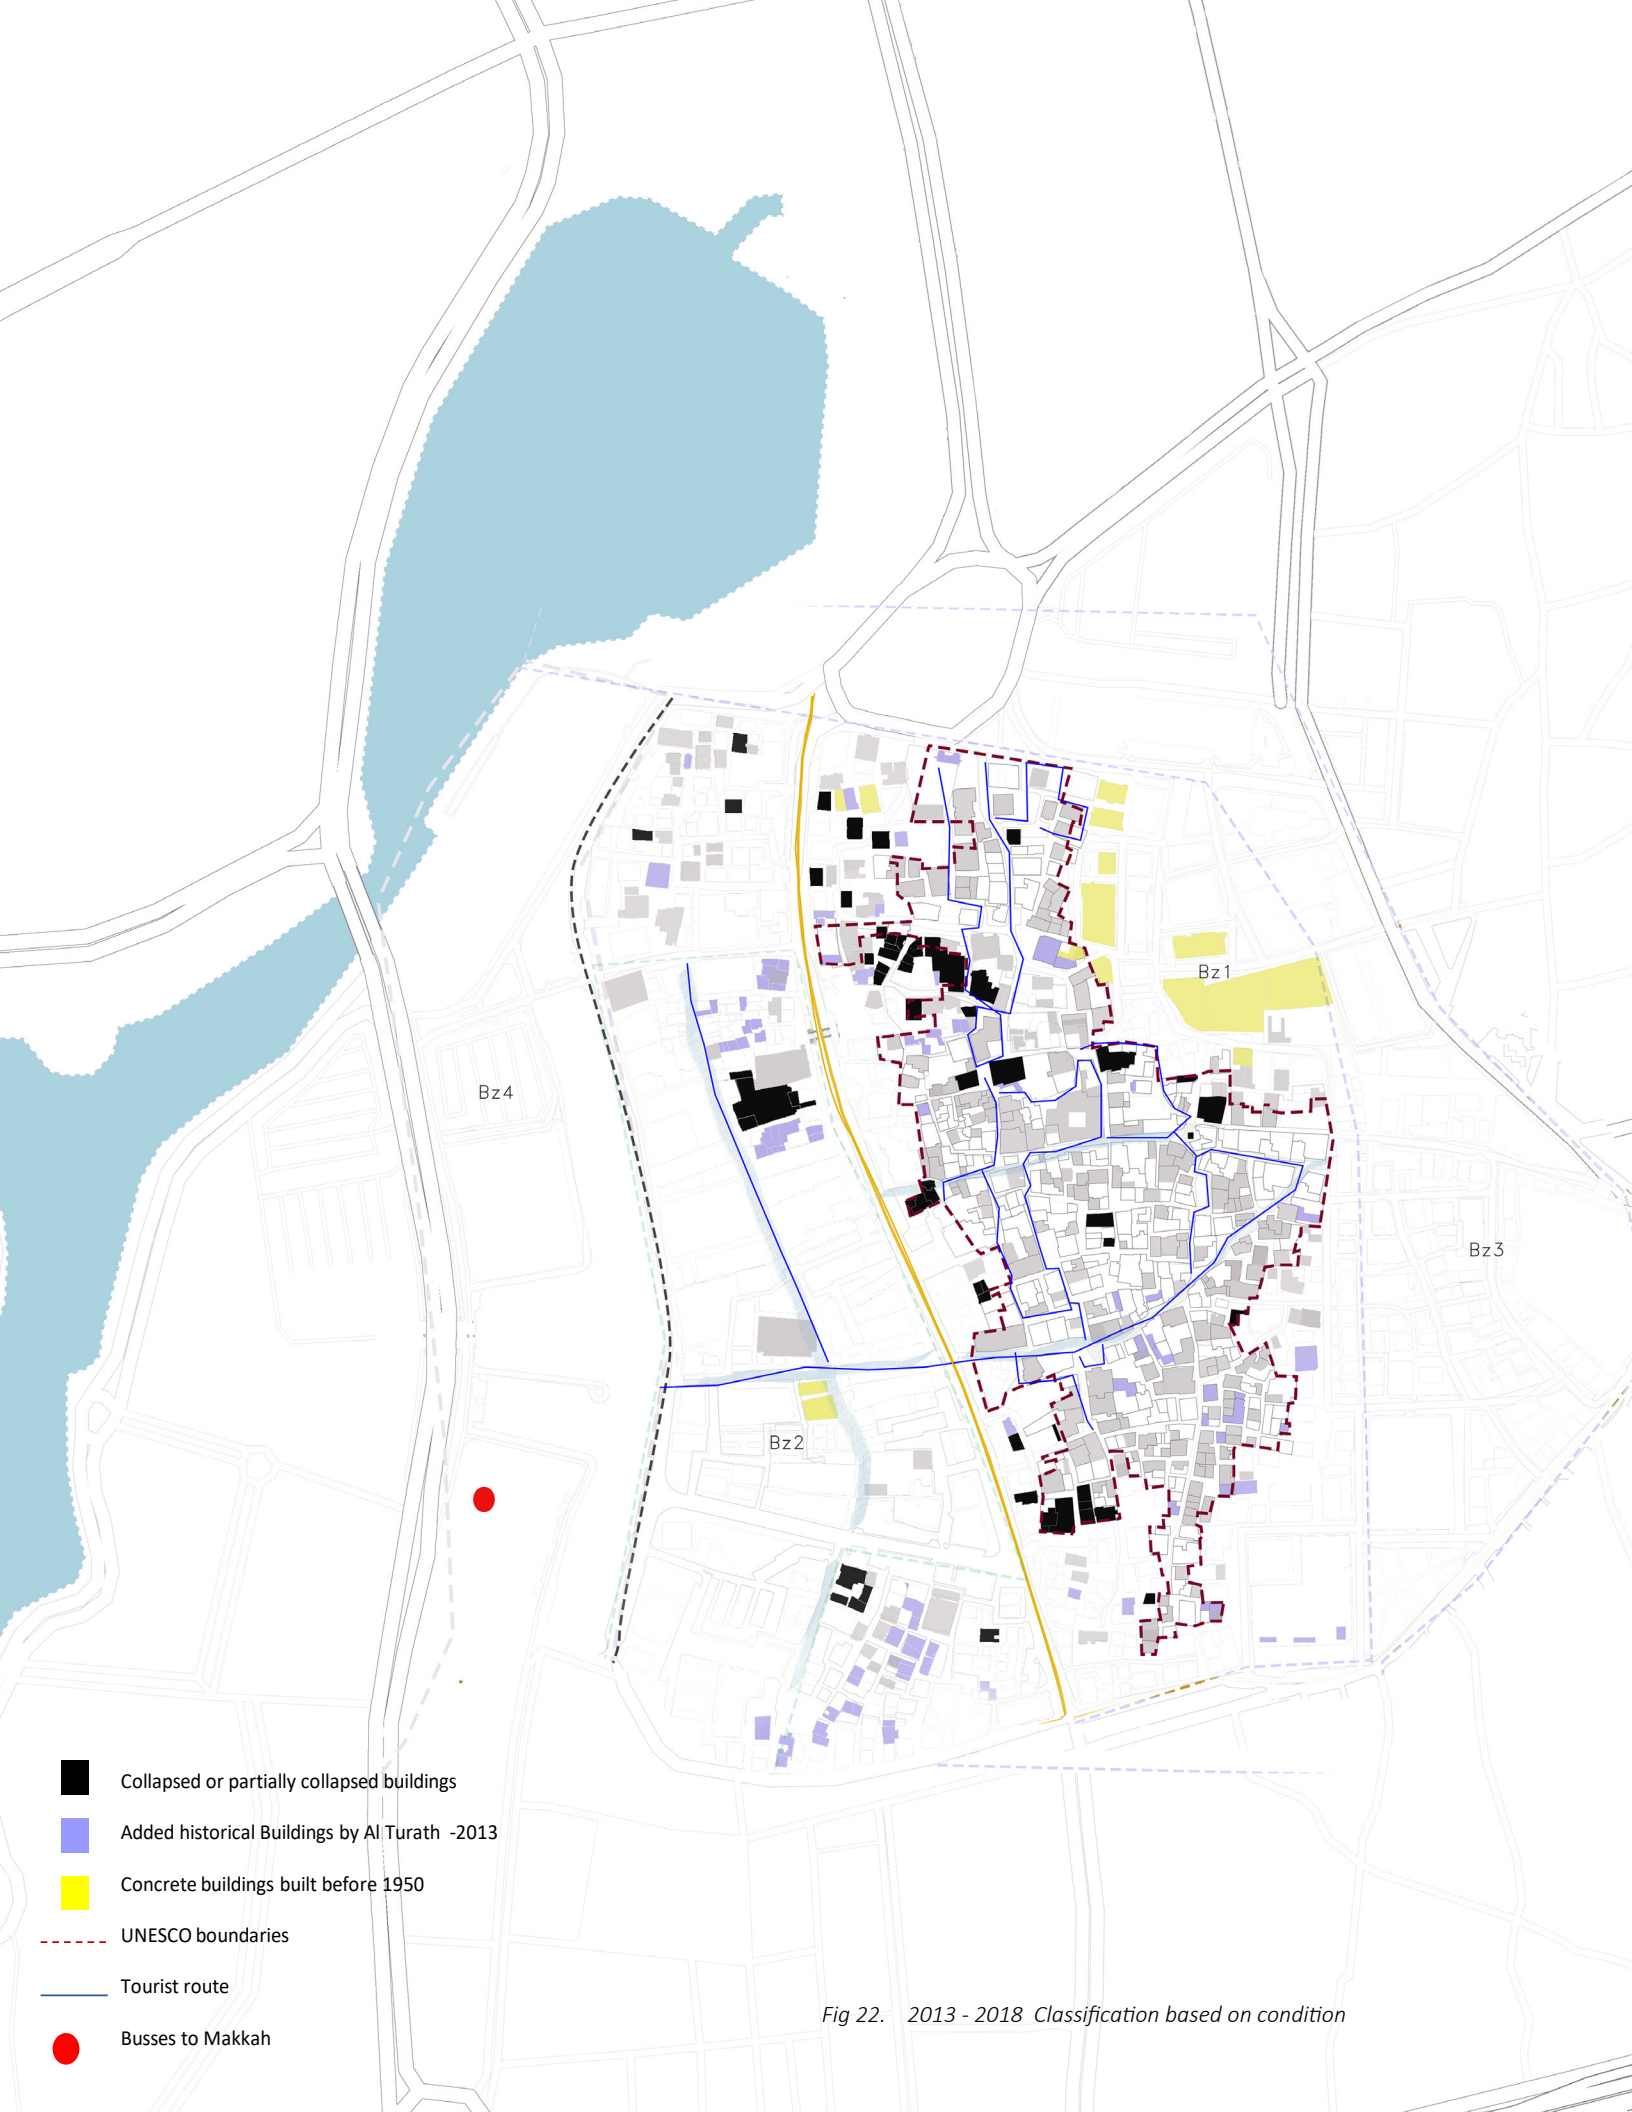 Bz1
Bz4
Bz3
Bz2
Collapsed or partially collapsed buildings
Added historical Buildings by Al Turath -2013
Concrete buildings built before 1950
UNESCO boundaries
Tourist route
Busses to Makkah
Fig 22. 2013 - 2018 Classification based on condition